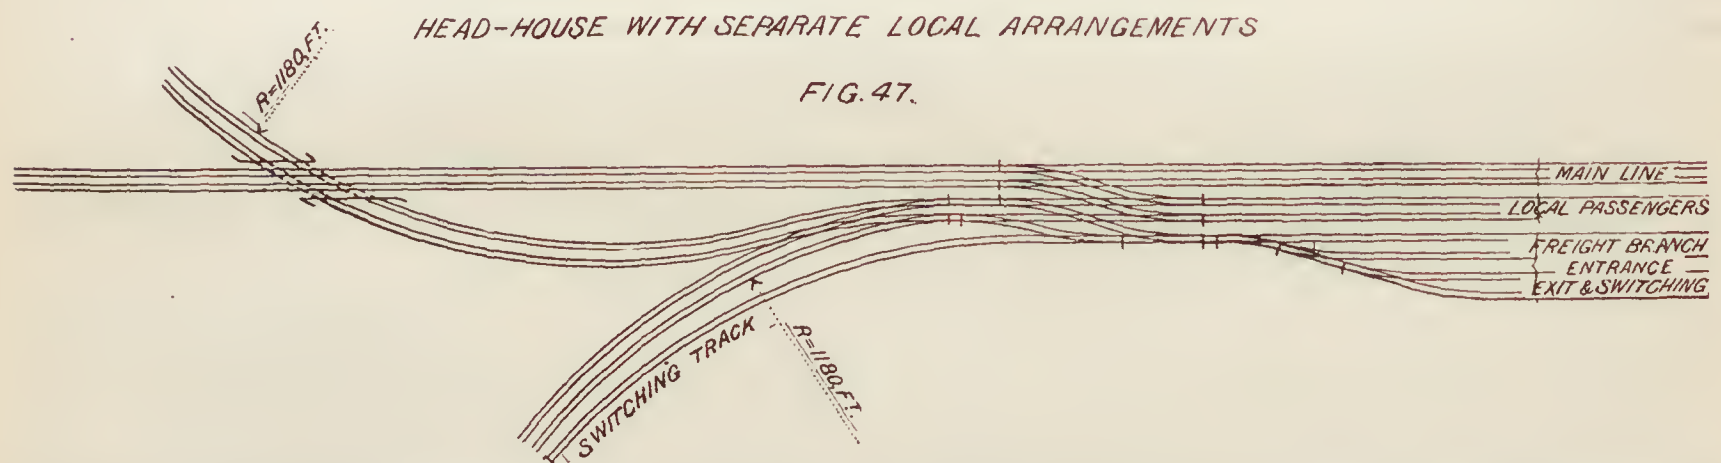 HEAD-HOUSE WITH SEPARATE LOCAL ARRANGEMENTS
FIG. 47.
R=1180,FT.
MAIN LINE
LOCAL PASSENGERS
FREIGHT BRANCH
ENTRANCE
EXIT & SWITCHING
SWITCHING TRACK
R=1180,FT.